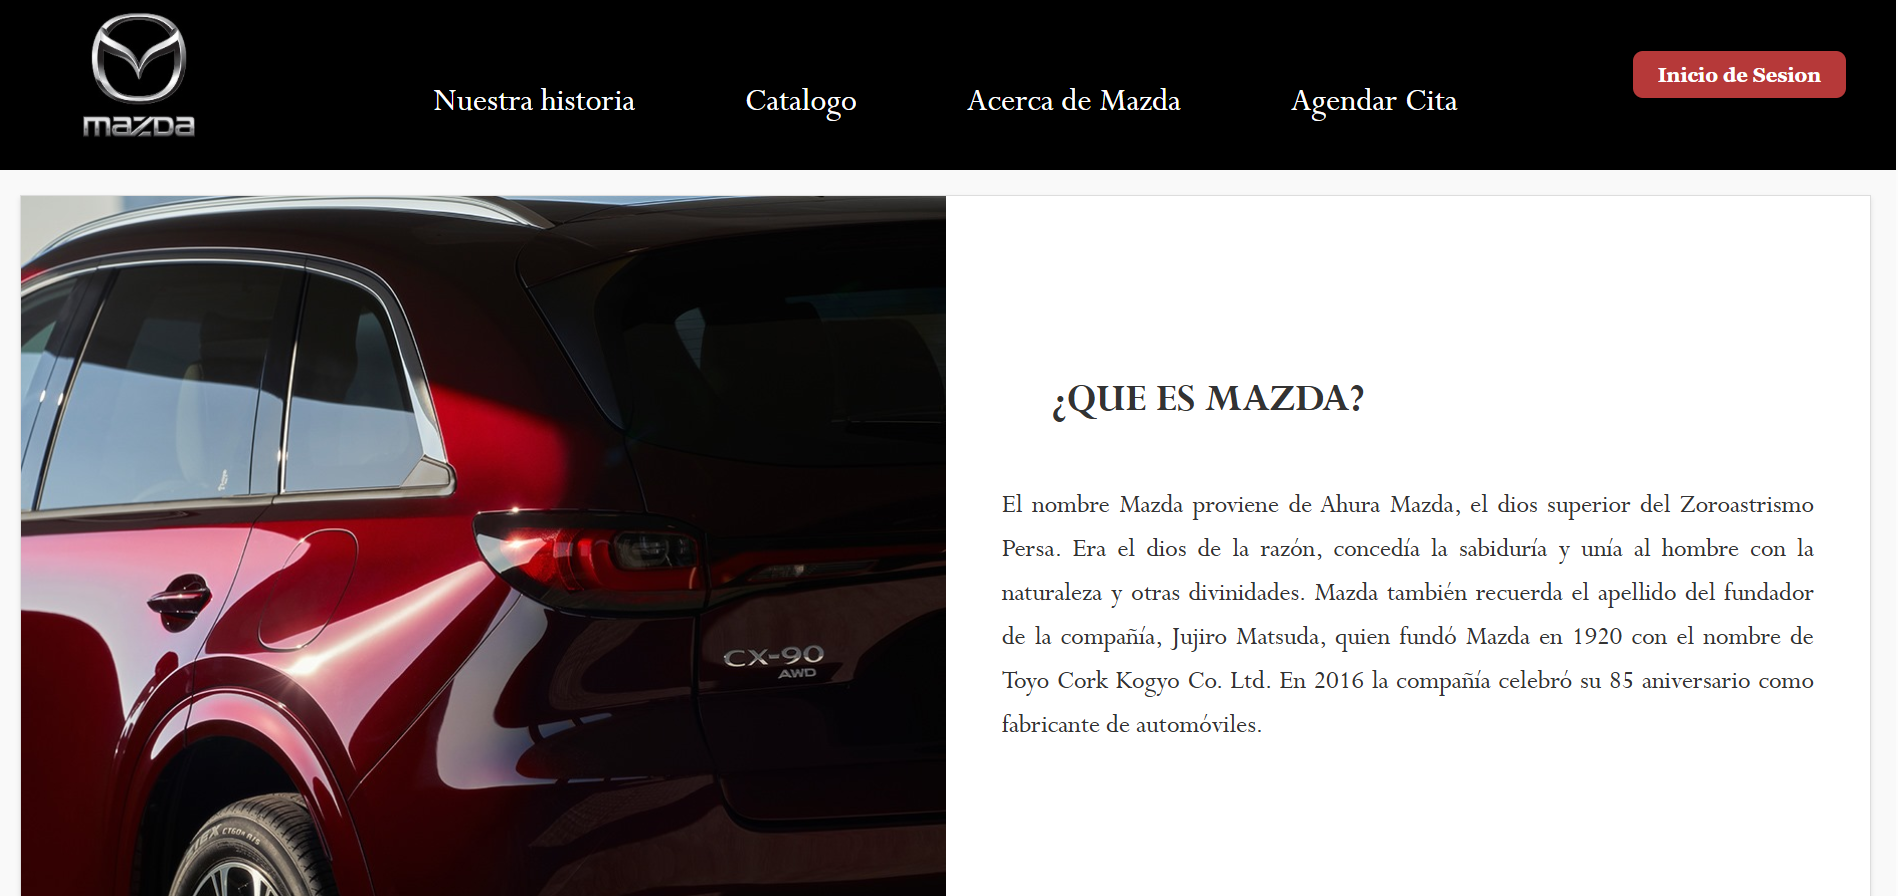 mazda
Nuestra historia
Catalogo
Acerca de Mazda
Agendar Cita
Inicio de Sesion
¿QUE ES MAZDA?
El nombre Mazda proviene de Ahura Mazda, el dios superior del Zoroastrismo
Persa. Era el dios de la razón, concedía la sabiduría y unía al hombre con la
naturaleza y otras divinidades. Mazda también recuerda el apellido del fundador
de la compañía, Jujiro Matsuda, quien fundó Mazda en 1920 con el nombre de
Toyo Cork Kogyo Co. Ltd. En 2016 la compañía celebró su 85 aniversario como
fabricante de automóviles.
CX-90
AWD